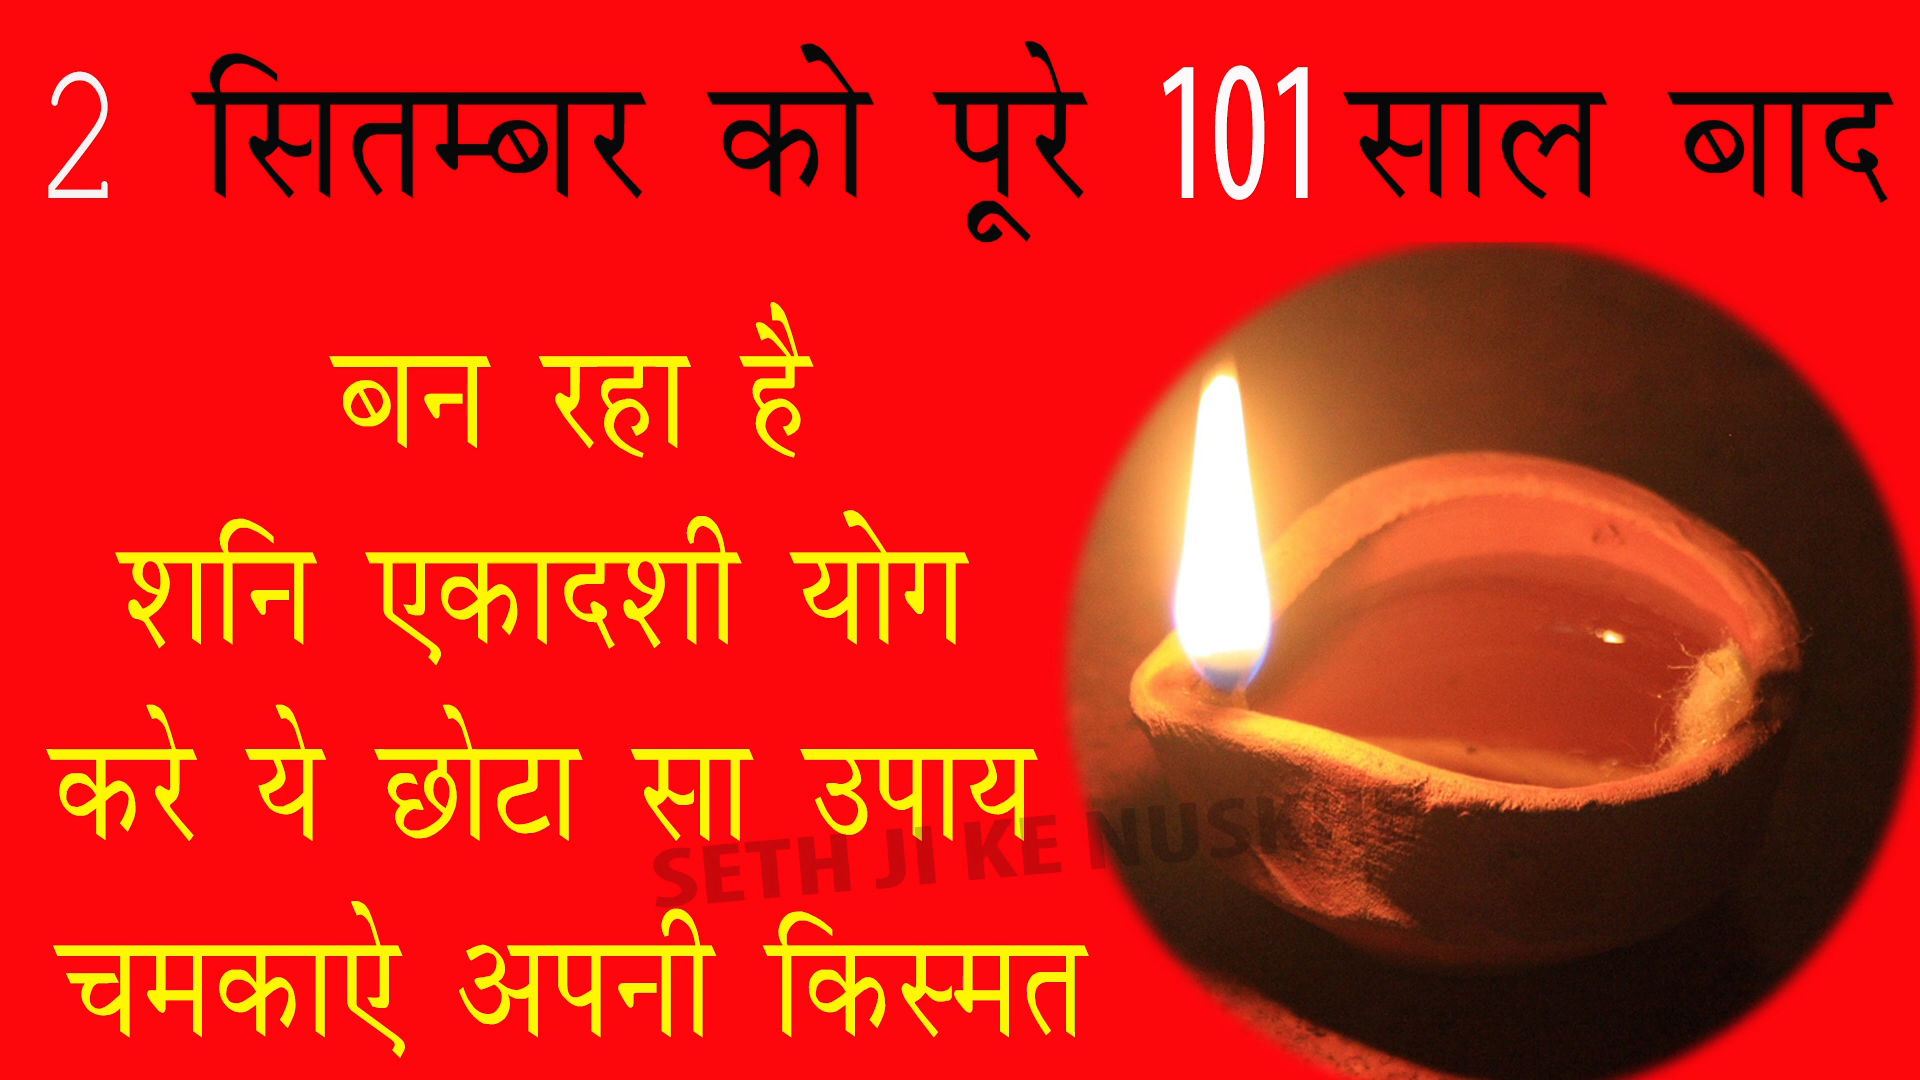 2 सितम्बर को पूरे 101 साल बाद
बन रहा है
शनि एकादशी योग
करे ये छोटा सा उपाय
SETH JI KE NUSK
चमकाऐ अपनी किस्मत